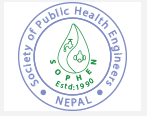 Society of Public Health Engineers
SOPHEN
Estd:1990
NEPAL